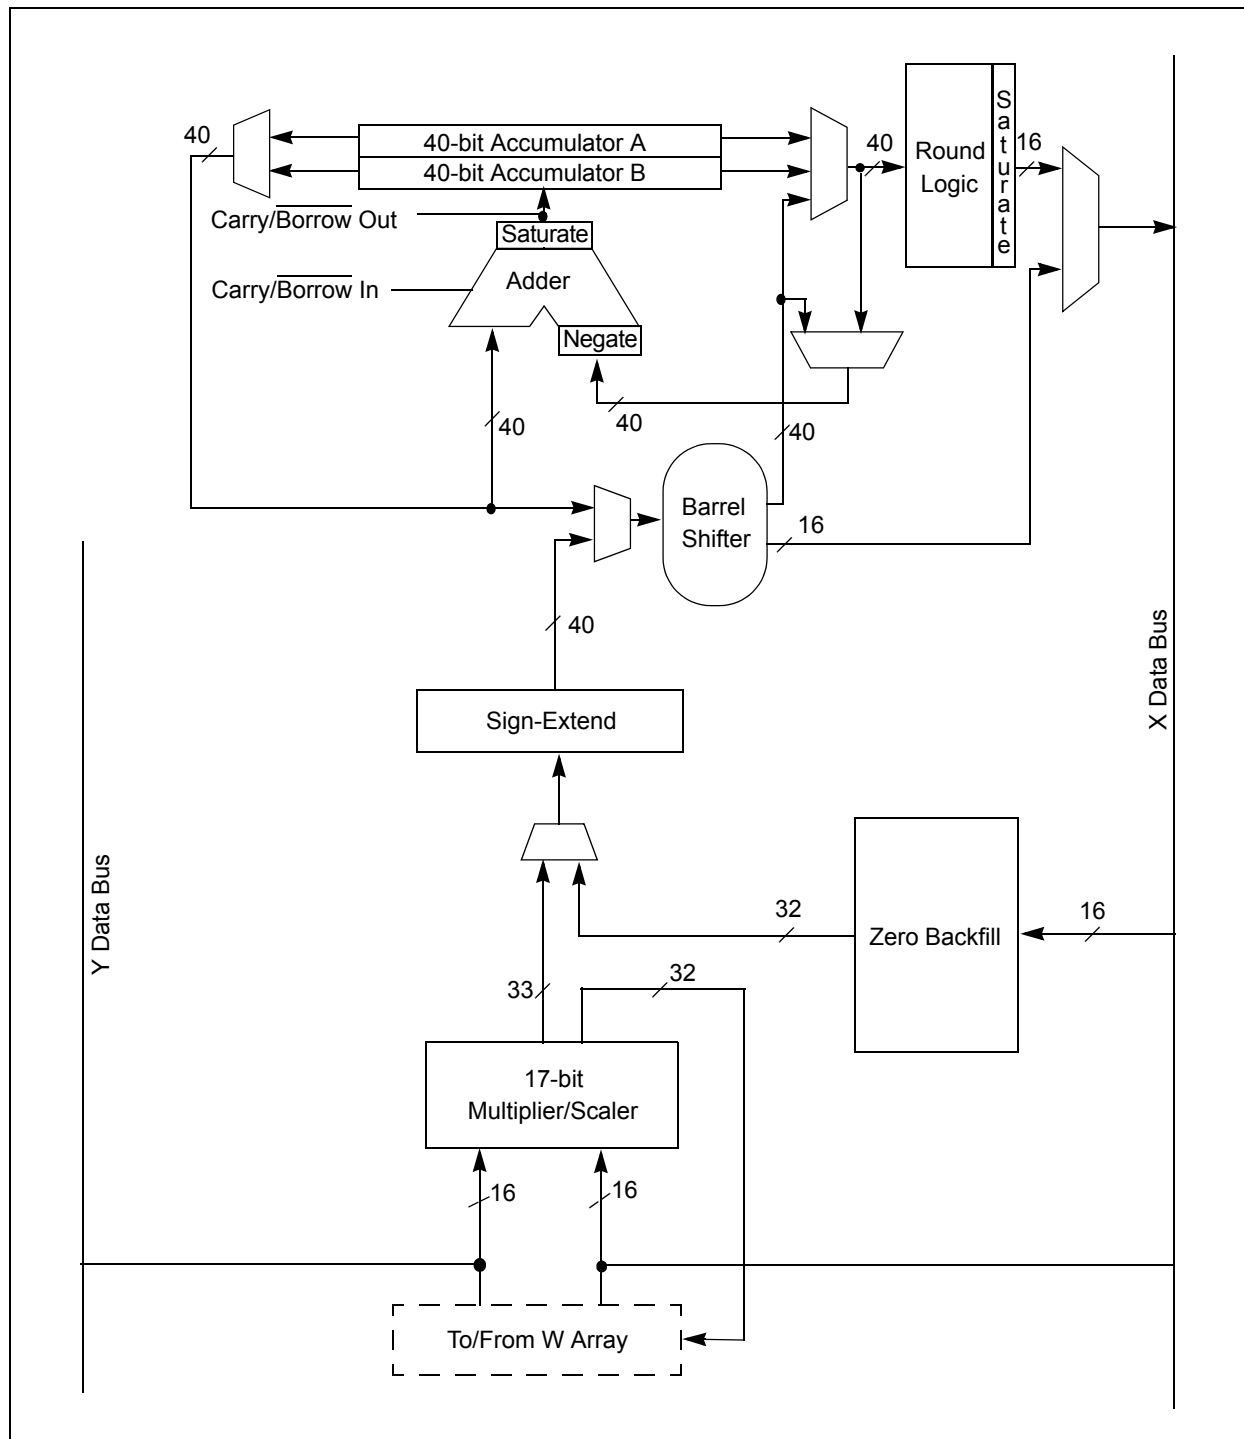 40
40-bit Accumulator A
40-bit Accumulator B
40
Round
Logic
Saturate
16
Carry/Borrow Out
Saturate
Carry/Borrow In
Adder
Negate
40
40
40
Barrel
Shifter
16
40
X Data Bus
Sign-Extend
Y Data Bus
32
Zero Backfill
16
33
32
17-bit
Multiplier/Scaler
16
16
To/From W Array